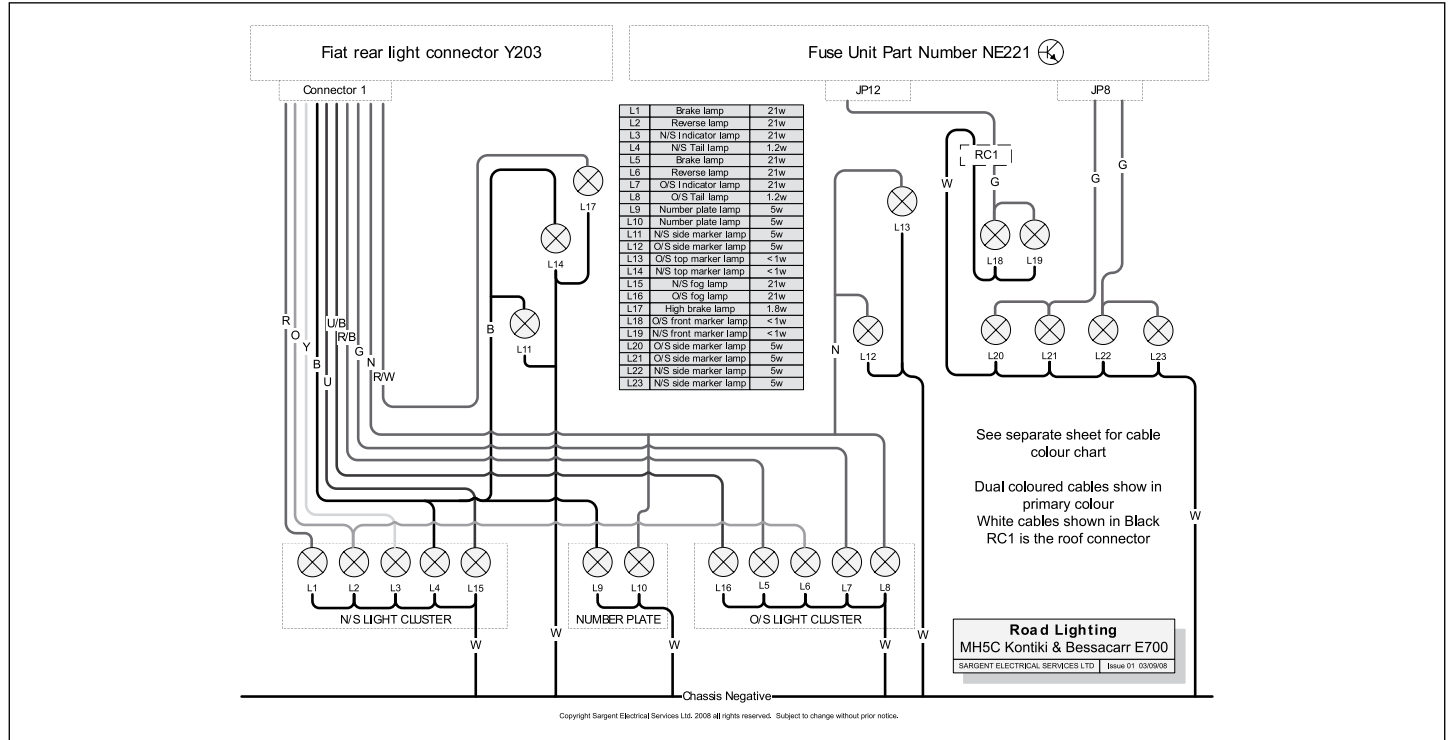 Fiat rear light connector Y203
Fuse Unit Part Number NE221
Connector 1
JP12
JP8
L1 Brake lamp 21w
L2 Reverse lamp 21w
L3 N/S Indicator lamp 21w
L4 N/S Tail lamp 1.2w
L5 Brake lamp 21w
L6 Reverse lamp 21w
L7 O/S Indicator lamp 21w
L8 O/S Tail lamp 1.2w
L9 Number plate lamp 5w
L10 Number plate lamp 5w
L11 N/S side marker lamp 5w
L12 O/S side marker lamp 5w
L13 O/S top marker lamp <1w
L14 N/S top marker lamp <1w
L15 N/S fog lamp 21w
L16 O/S fog lamp 21w
L17 High brake lamp 1.8w
L18 O/S front marker lamp <1w
L19 N/S front marker lamp <1w
L20 O/S side marker lamp 5w
L21 O/S side marker lamp 5w
L22 N/S side marker lamp 5w
L23 N/S side marker lamp 5w
RC1
W
G
G
G
L17
L13
L14
L18
L19
R
O
Y
B
U
U/B
R/B
G
N
R/W
B
L11
N
L12
L20
L21
L22
L23
See separate sheet for cable
colour chart
Dual coloured cables show in
primary colour
White cables shown in Black
RC1 is the roof connector
W
L1
L2
L3
L4
L15
N/S LIGHT CLUSTER
L9
L10
NUMBER PLATE
L16
L5
L6
L7
L8
O/S LIGHT CLUSTER
W
W
W
W
W
Road Lighting
MH5C Kontiki & Bessacarr E700
SARGENT ELECTRICAL SERVICES LTD Issue 01 03/09/08
Chassis Negative
Copyright Sargent Electrical Services Ltd. 2008 all rights reserved. Subject to change without prior notice.